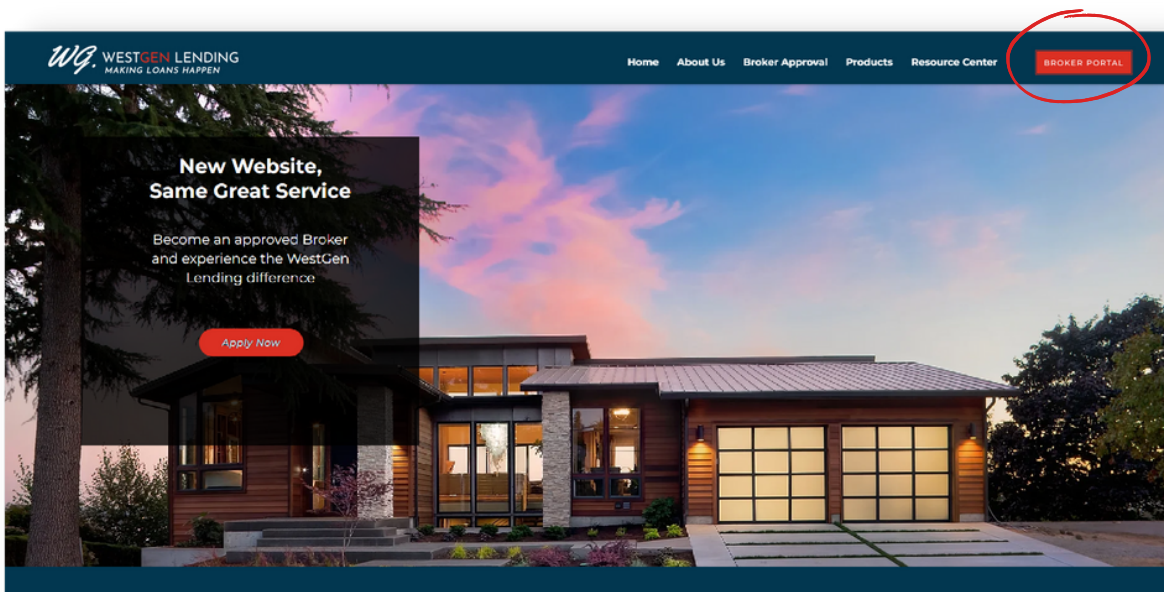 WG. WESTGEN LENDING
MAKING LOANS HAPPEN
Home About Us Broker Approval Products Resource Center BROKER PORTAL
New Website,
Same Great Service
Become an approved Broker
and experience the WestGen
Lending difference
Apply Now